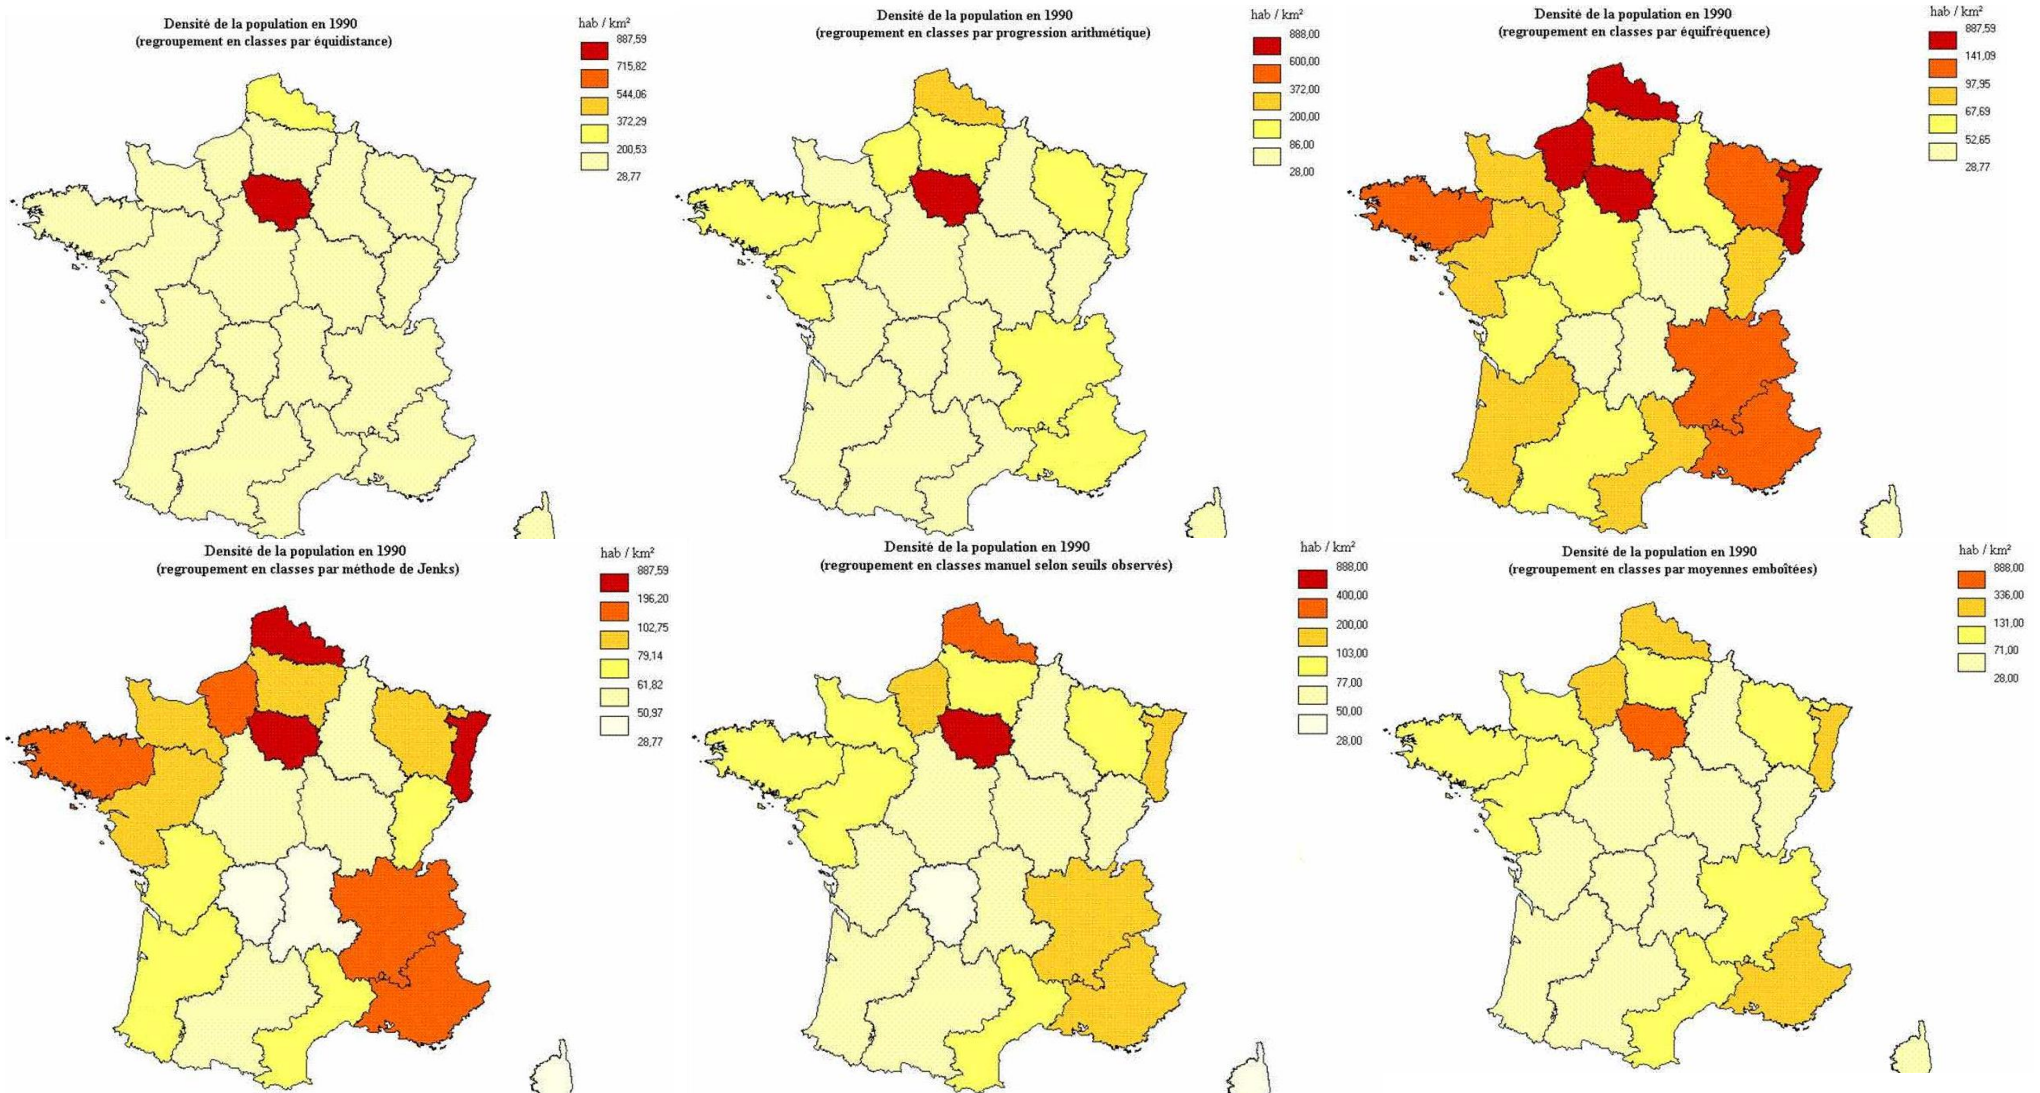 Densité de la population en 1990
(regroupement en classes par équidistance)
hab / km²
887,59
715,82
544,06
372,29
200,53
28,77
Densité de la population en 1990
(regroupement en classes par progression arithmétique)
hab / km²
888,00
600,00
372,00
200,00
86,00
28,00
Densité de la population en 1990
(regroupement en classes par équifréquence)
hab / km²
887,59
141,09
97,95
67,69
52,65
28,77
Densité de la population en 1990
(regroupement en classes par méthode de Jenks)
hab / km²
887,59
196,20
102,75
79,14
61,82
50,97
28,77
Densité de la population en 1990
(regroupement en classes manuel selon seuils observés)
hab / km²
888,00
400,00
200,00
103,00
77,00
50,00
28,00
Densité de la population en 1990
(regroupement en classes par moyennes emboîtées)
hab / km²
888,00
336,00
131,00
71,00
28,00